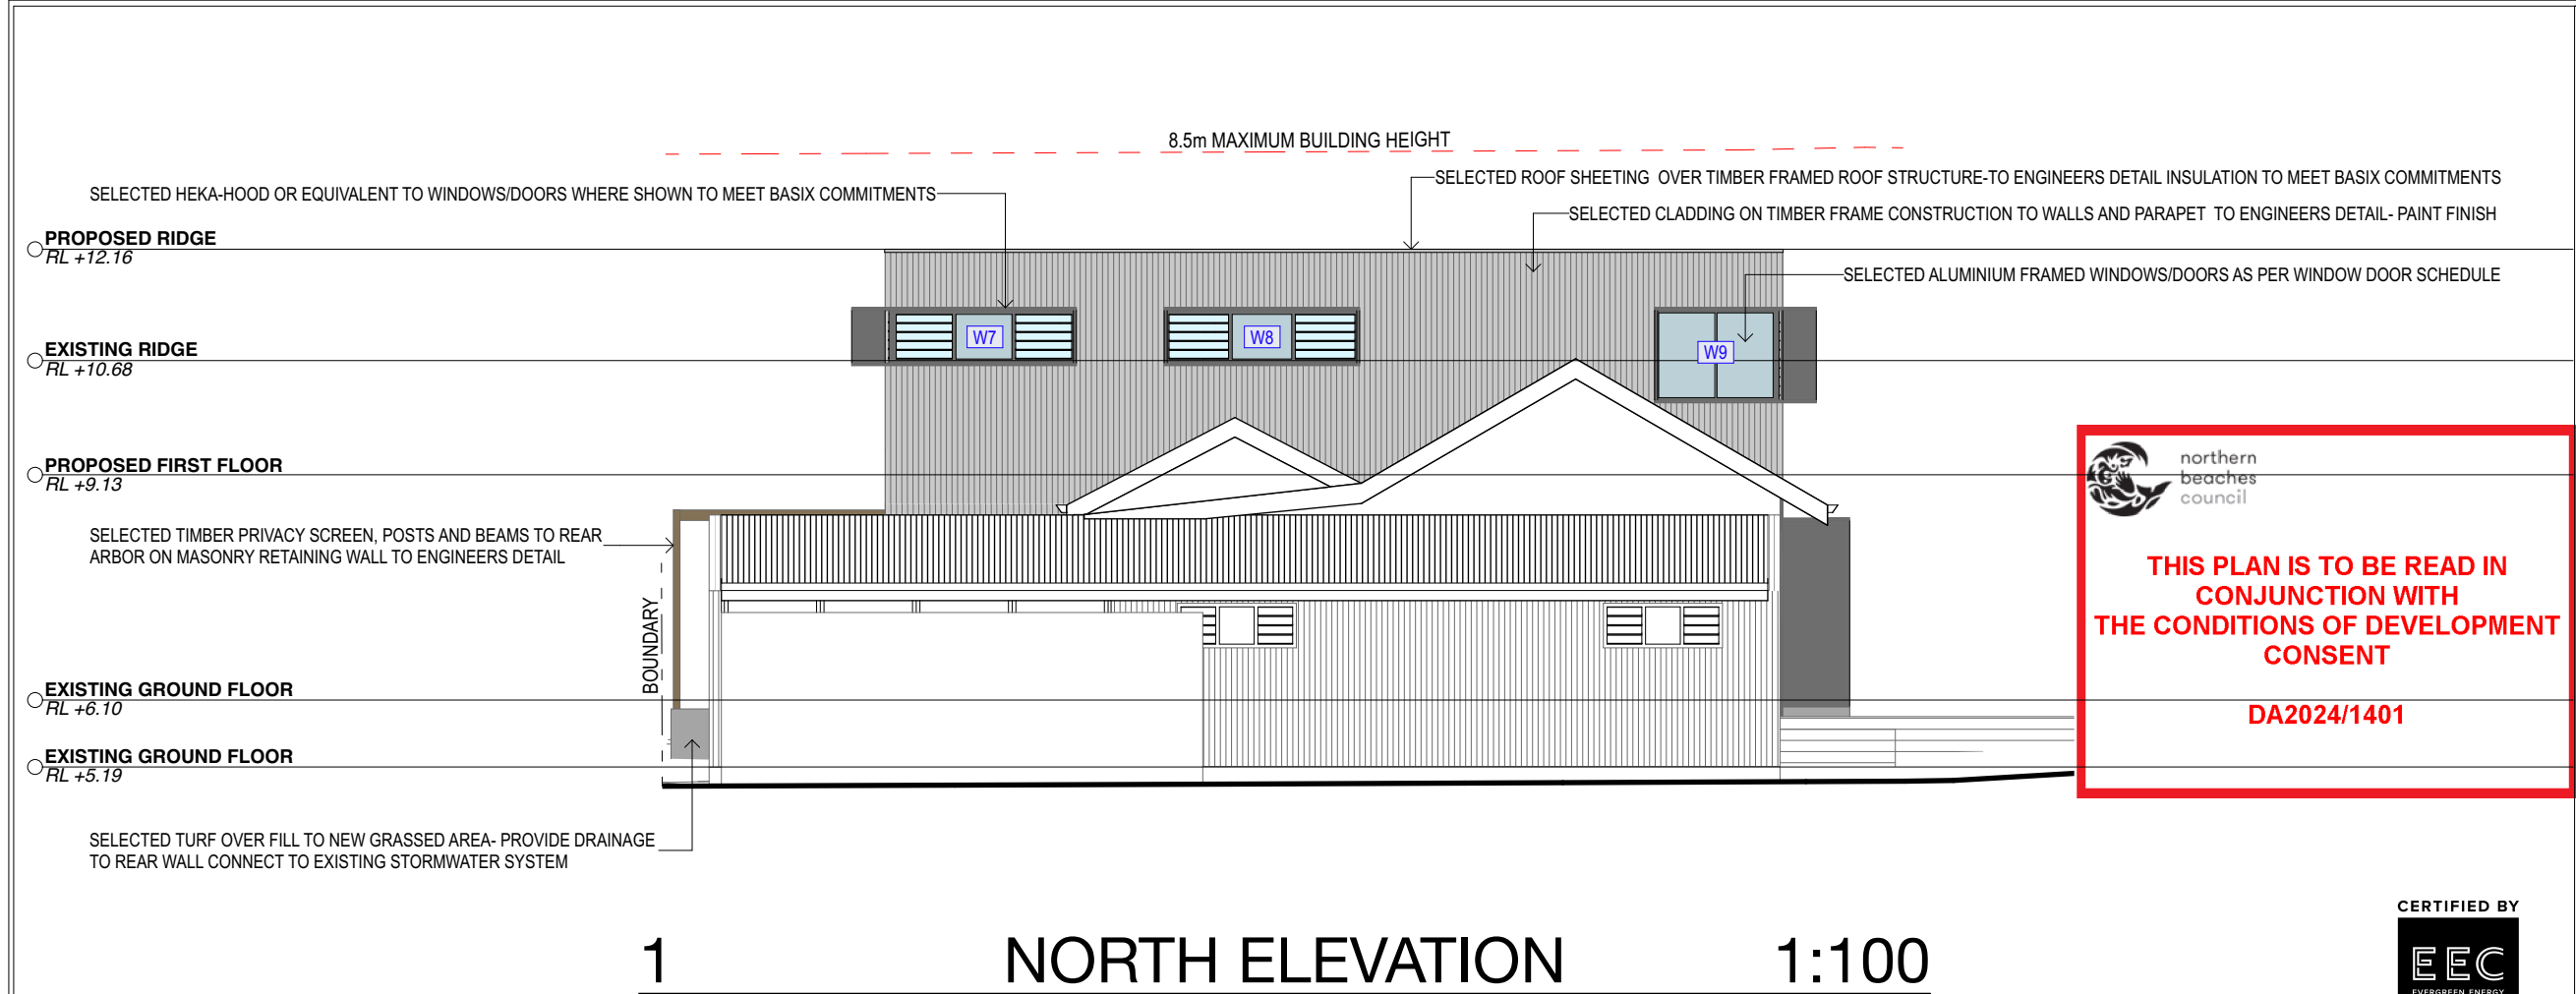 8.5m MAXIMUM BUILDING HEIGHT
SELECTED HEKA-HOOD OR EQUIVALENT TO WINDOWS/DOORS WHERE SHOWN TO MEET BASIX COMMITMENTS
SELECTED ROOF SHEETING OVER TIMBER FRAMED ROOF STRUCTURE-TO ENGINEERS DETAIL INSULATION TO MEET BASIX COMMITMENTS
SELECTED CLADDING ON TIMBER FRAME CONSTRUCTION TO WALLS AND PARAPET TO ENGINEERS DETAIL- PAINT FINISH
PROPOSED RIDGE
RL +12.16
SELECTED ALUMINIUM FRAMED WINDOWS/DOORS AS PER WINDOW DOOR SCHEDULE
W7
W8
W9
EXISTING RIDGE
RL +10.68
PROPOSED FIRST FLOOR
RL +9.13
SELECTED TIMBER PRIVACY SCREEN, POSTS AND BEAMS TO REAR
ARBOR ON MASONRY RETAINING WALL TO ENGINEERS DETAIL
BOUNDARY
EXISTING GROUND FLOOR
RL +6.10
EXISTING GROUND FLOOR
RL +5.19
SELECTED TURF OVER FILL TO NEW GRASSED AREA- PROVIDE DRAINAGE
TO REAR WALL CONNECT TO EXISTING STORMWATER SYSTEM
northern
beaches
council
THIS PLAN IS TO BE READ IN
CONJUNCTION WITH
THE CONDITIONS OF DEVELOPMENT
CONSENT
DA2024/1401
1 NORTH ELEVATION 1:100
CERTIFIED BY
EEC
EVERGREEN ENERGY